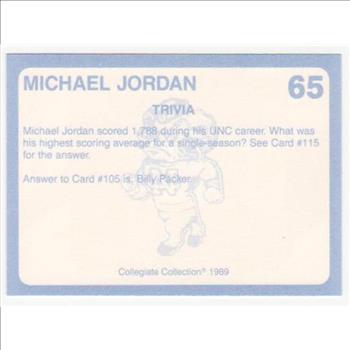 MICHAEL JORDAN 65
TRIVIA
Michael Jordan scored 1,788 during his UNC career. What was
his highest scoring average for a single-season? See Card #115
for the answer.
Answer to Card #105 is, Billy Packer.
Collegiate Collection® 1989